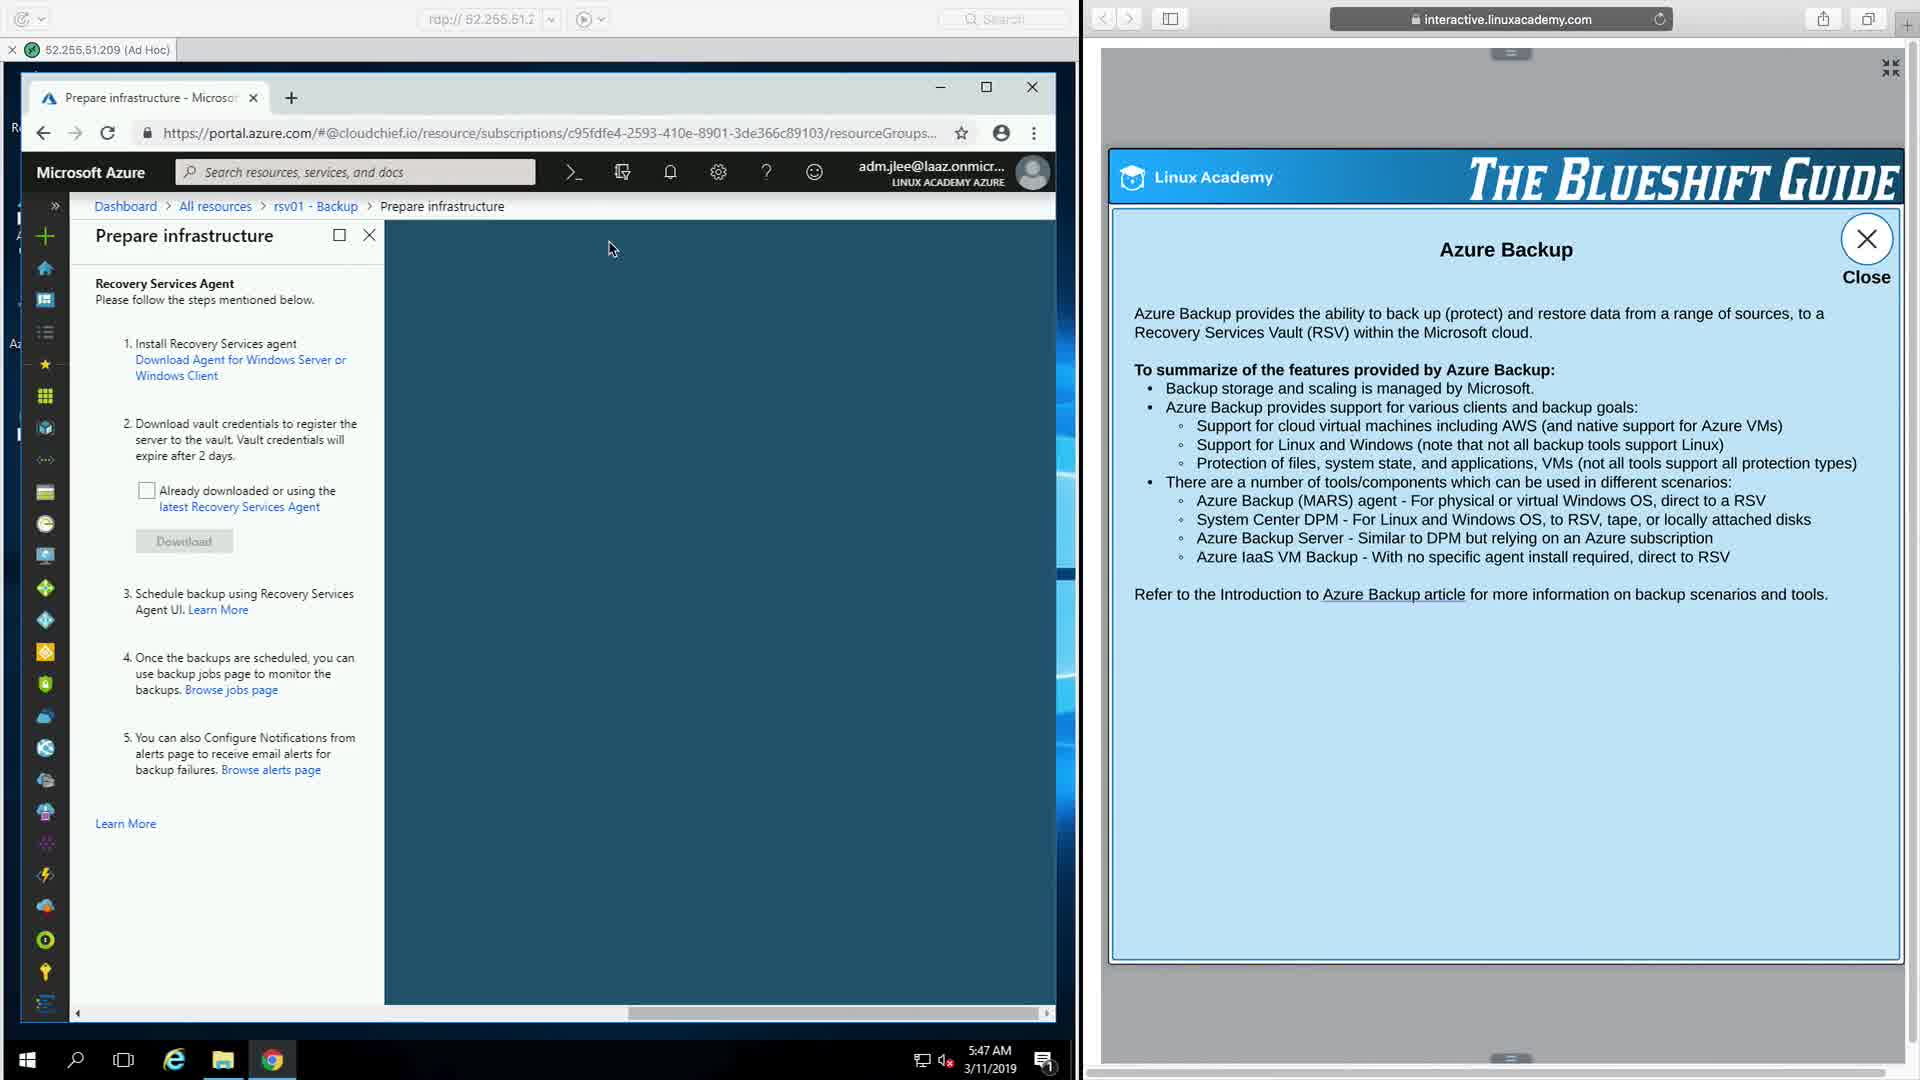 rdp:// 52.255.51.2
Search
52.255.51.209 (Ad Hoc)
Prepare infrastructure - Microsof
https://portal.azure.com/#@cloudchief.io/resource/subscriptions/c95fdfe4-2593-410e-8901-3de366c89103/resourceGroups...
Microsoft Azure
Search resources, services, and docs
adm.jlee@laaz.onmicr...
LINUX ACADEMY AZURE
Dashboard > All resources > rsv01 - Backup > Prepare infrastructure
Prepare infrastructure
Recovery Services Agent
Please follow the steps mentioned below.
1. Install Recovery Services agent
Download Agent for Windows Server or
Windows Client
2. Download vault credentials to register the
server to the vault. Vault credentials will
expire after 2 days.
Already downloaded or using the
latest Recovery Services Agent
Download
3. Schedule backup using Recovery Services
Agent UI. Learn More
4. Once the backups are scheduled, you can
use backup jobs page to monitor the
backups. Browse jobs page
5. You can also Configure Notifications from
alerts page to receive email alerts for
backup failures. Browse alerts page
Learn More
5:47 AM
3/11/2019
1
interactive.linuxacademy.com
Linux Academy
THE BLUESHIFT GUIDE
Azure Backup
Close
Azure Backup provides the ability to back up (protect) and restore data from a range of sources, to a
Recovery Services Vault (RSV) within the Microsoft cloud.
To summarize of the features provided by Azure Backup:
• Backup storage and scaling is managed by Microsoft.
• Azure Backup provides support for various clients and backup goals:
◦ Support for cloud virtual machines including AWS (and native support for Azure VMs)
◦ Support for Linux and Windows (note that not all backup tools support Linux)
◦ Protection of files, system state, and applications, VMs (not all tools support all protection types)
• There are a number of tools/components which can be used in different scenarios:
◦ Azure Backup (MARS) agent - For physical or virtual Windows OS, direct to a RSV
◦ System Center DPM - For Linux and Windows OS, to RSV, tape, or locally attached disks
◦ Azure Backup Server - Similar to DPM but relying on an Azure subscription
◦ Azure IaaS VM Backup - With no specific agent install required, direct to RSV
Refer to the Introduction to Azure Backup article for more information on backup scenarios and tools.